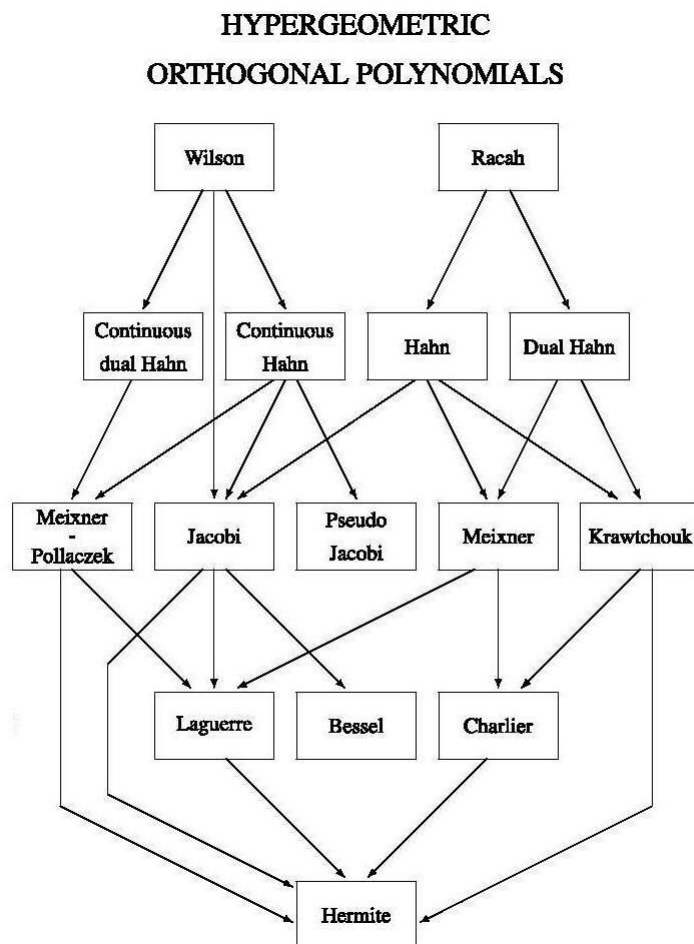 HYPERGEOMETRIC
ORTHOGONAL POLYNOMIALS
Wilson
Racah
Continuous
dual Hahn
Continuous
Hahn
Hahn
Dual Hahn
Meixner
-
Pollaczek
Jacobi
Pseudo
Jacobi
Meixner
Krawtchouk
Laguerre
Bessel
Charlier
Hermite